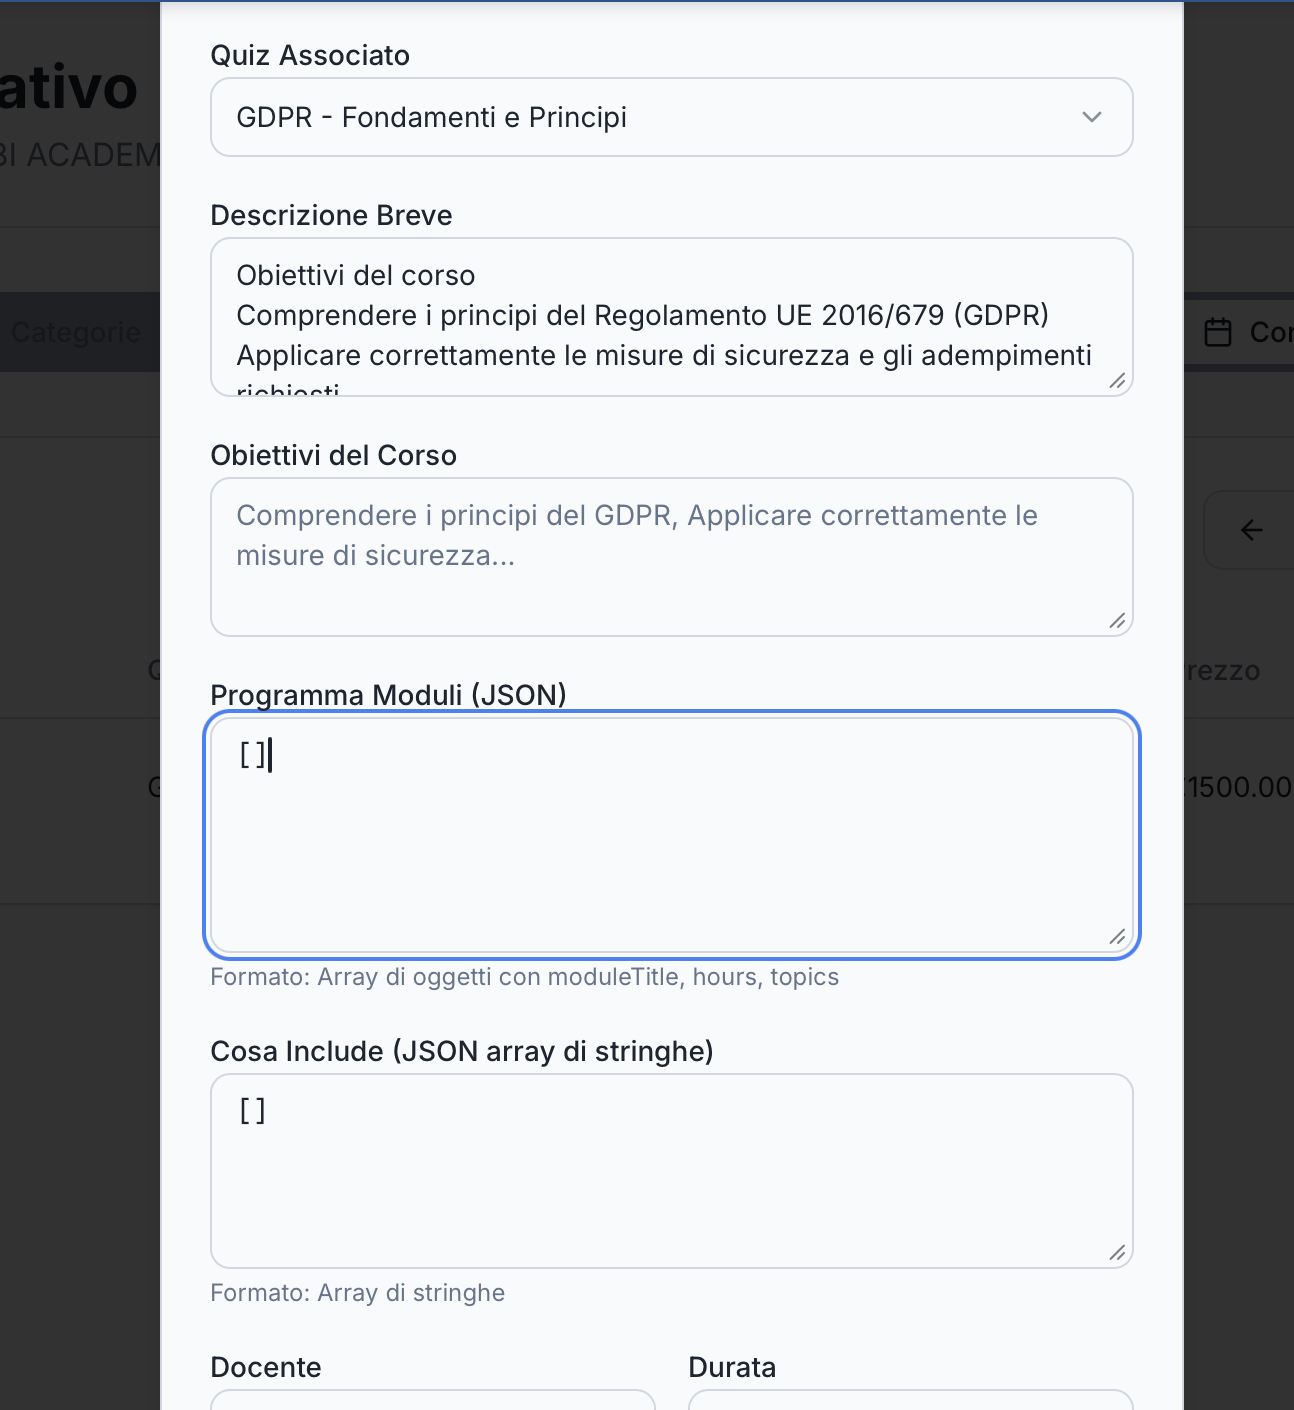 Quiz Associato
ativo
GDPR - Fondamenti e Principi
BI ACADEM
Descrizione Breve
Obiettivi del corso
Comprendere i principi del Regolamento UE 2016/679 (GDPR)
Categorie
Applicare correttamente le misure di sicurezza e gli adempimenti
richiesti
Obiettivi del Corso
Comprendere i principi del GDPR, Applicare correttamente le
misure di sicurezza...
Programma Moduli (JSON)
rezzo
[]
1500.00
Formato: Array di oggetti con moduleTitle, hours, topics
Cosa Include (JSON array di stringhe)
[]
Formato: Array di stringhe
Docente
Durata